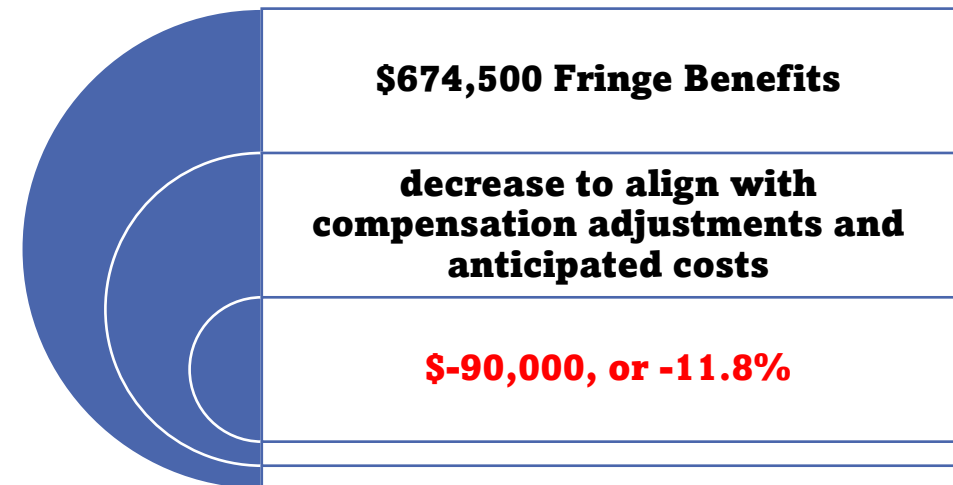 $674,500 Fringe Benefits
decrease to align with
compensation adjustments and
anticipated costs
$-90,000, or -11.8%